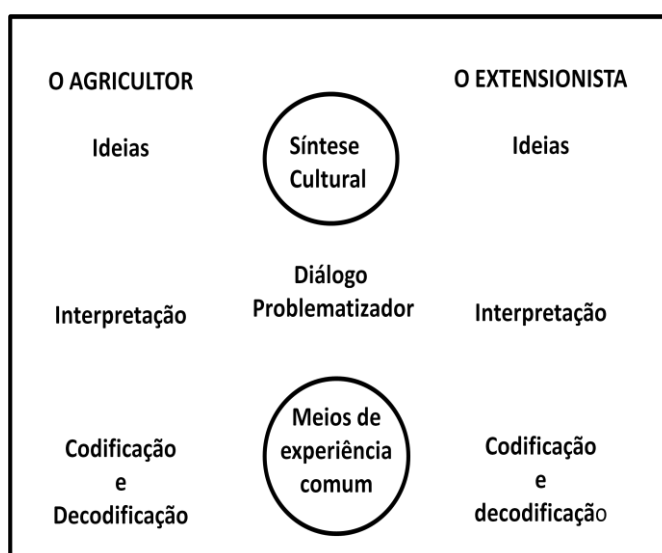 O AGRICULTOR
Ideias
Interpretação
Codificação
e
Decodificação
Síntese
Cultural
Diálogo
Problematizador
Meios de
experiência
comum
O EXTENSIONISTA
Ideias
Interpretação
Codificação
e
decodificação